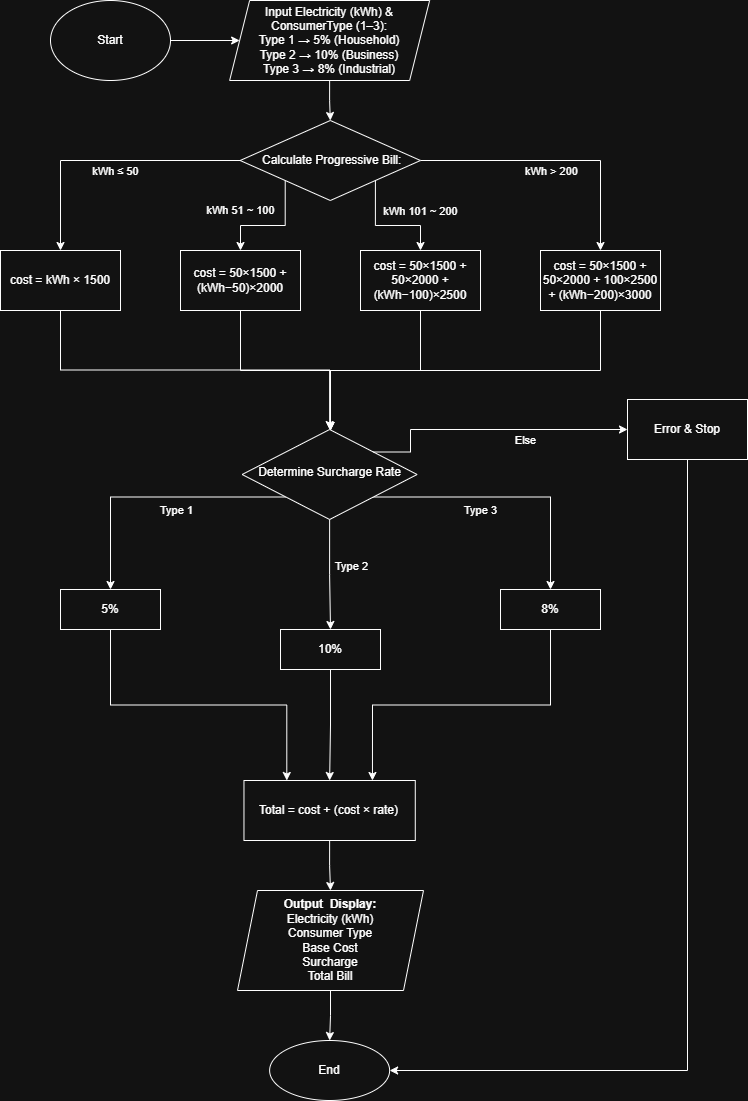 Start
Input Electricity (kWh) &
ConsumerType (1–3):
Type 1 → 5% (Household)
Type 2 → 10% (Business)
Type 3 → 8% (Industrial)
Calculate Progressive Bill:
kWh ≤ 50
kWh > 200
kWh 51 ~ 100
kWh 101 ~ 200
cost = kWh × 1500
cost = 50×1500 +
(kWh−50)×2000
cost = 50×1500 +
50×2000 +
(kWh−100)×2500
cost = 50×1500 +
50×2000 + 100×2500
+ (kWh−200)×3000
Error & Stop
Else
Determine Surcharge Rate
Type 1
Type 3
Type 2
5%
8%
10%
Total = cost + (cost × rate)
Output  Display:
Electricity (kWh)
Consumer Type
Base Cost
Surcharge
Total Bill
End